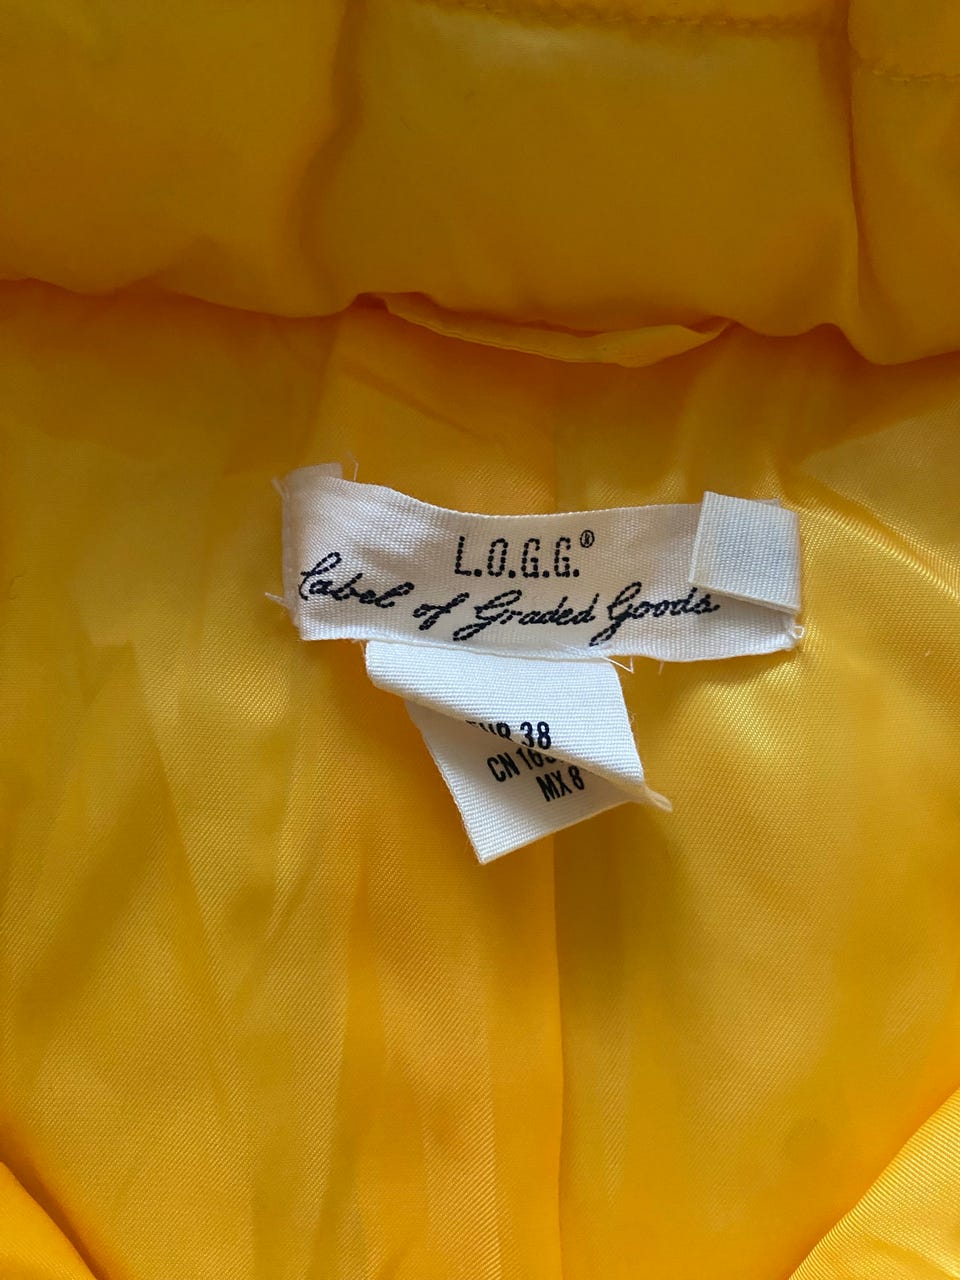 L.O.G.G.®
Label of Graded Goods
38
CN
MX 8